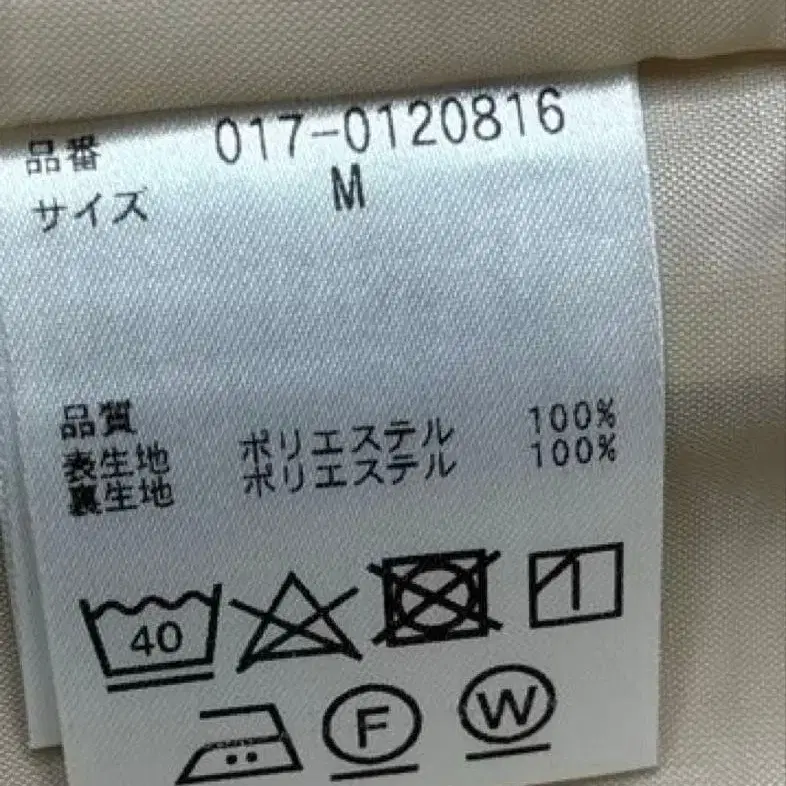 品番 017-0120816
サイズ M
品質
表生地 ポリエステル 100%
裏生地 ポリエステル 100%
40
F W